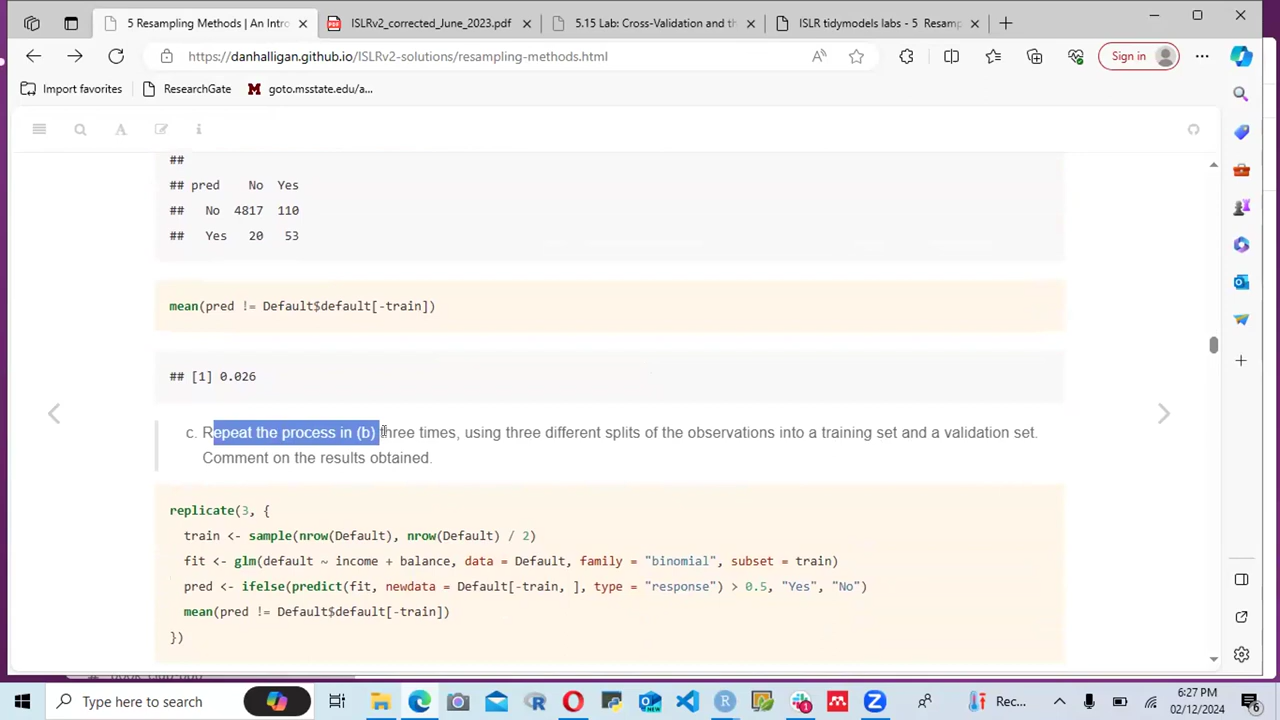 5 Resampling Methods | An Intro
ISLRv2_corrected_June_2023.pdf
5.15 Lab: Cross-Validation and th
ISLR tidymodels labs - 5 Resamp
https://danhalligan.github.io/ISLRv2-solutions/resampling-methods.html
Sign in
Import favorites
ResearchGate
goto.msstate.edu/a...
##
## pred No Yes
## No 4817 110
## Yes 20 53
mean(pred != Default$default[-train])
## [1] 0.026
c. Repeat the process in (b) three times, using three different splits of the observations into a training set and a validation set.
Comment on the results obtained.
replicate(3, {
train <- sample(nrow(Default), nrow(Default) / 2)
fit <- glm(default ~ income + balance, data = Default, family = "binomial", subset = train)
pred <- ifelse(predict(fit, newdata = Default[-train, ], type = "response") > 0.5, "Yes", "No")
mean(pred != Default$default[-train])
})
Type here to search
Rec...
6:27 PM
02/12/2024
6